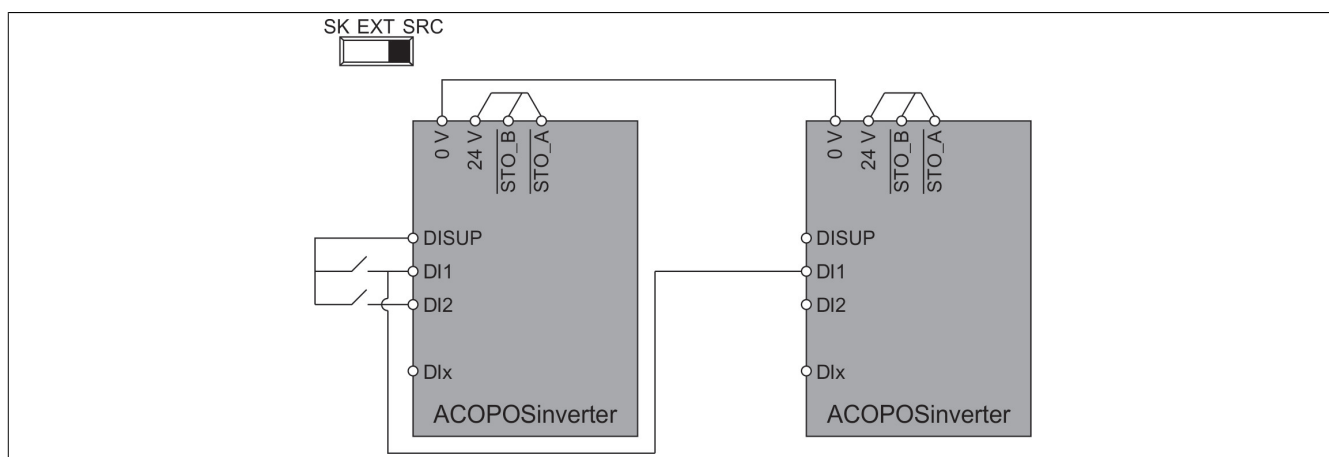 SK EXT SRC
0 V
24 V
STO_B
STO_A
DISUP
DI1
DI2
DIx
ACOPOSinverter
0 V
24 V
STO_B
STO_A
DISUP
DI1
DI2
DIx
ACOPOSinverter